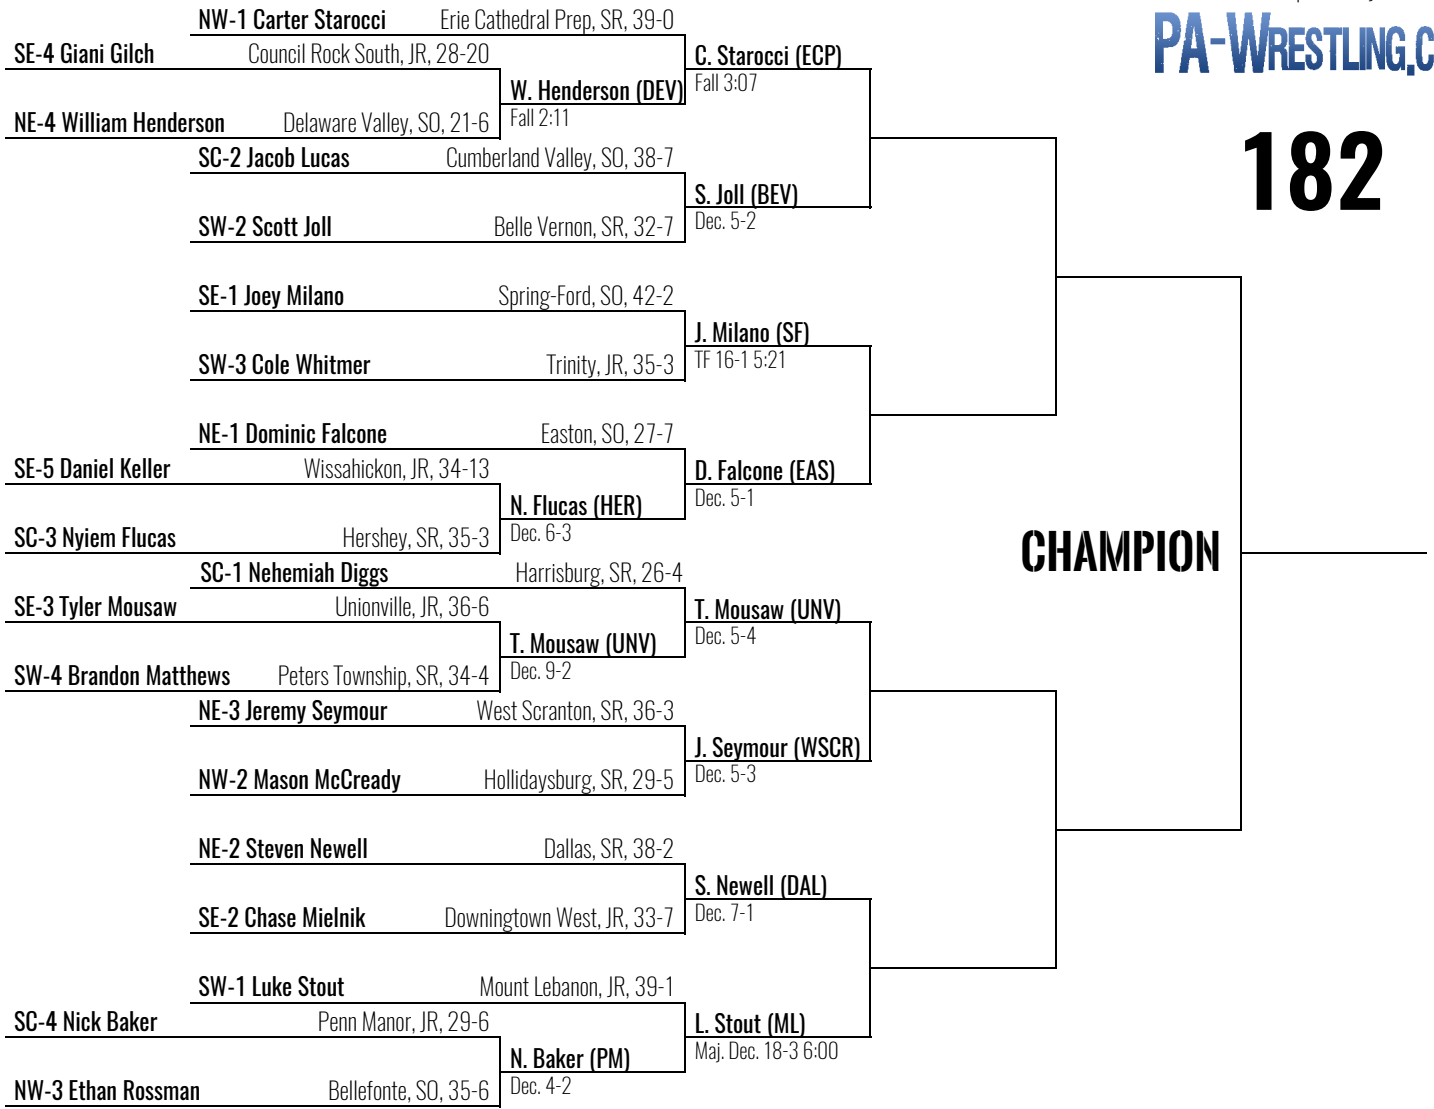 NW-1 Carter Starocci Erie Cathedral Prep, SR, 39-0
PA-WRESTLING.C
SE-4 Giani Gilch Council Rock South, JR, 28-20
C. Starocci (ECP)
Fall 3:07
W. Henderson (DEV)
Fall 2:11
NE-4 William Henderson Delaware Valley, SO, 21-6
182
SC-2 Jacob Lucas Cumberland Valley, SO, 38-7
S. Joll (BEV)
Dec. 5-2
SW-2 Scott Joll Belle Vernon, SR, 32-7
SE-1 Joey Milano Spring-Ford, SO, 42-2
J. Milano (SF)
TF 16-1 5:21
SW-3 Cole Whitmer Trinity, JR, 35-3
NE-1 Dominic Falcone Easton, SO, 27-7
SE-5 Daniel Keller Wissahickon, JR, 34-13
D. Falcone (EAS)
Dec. 5-1
N. Flucas (HER)
Dec. 6-3
SC-3 Nyiem Flucas Hershey, SR, 35-3
CHAMPION
SC-1 Nehemiah Diggs Harrisburg, SR, 26-4
SE-3 Tyler Mousaw Unionville, JR, 36-6
T. Mousaw (UNV)
Dec. 5-4
T. Mousaw (UNV)
Dec. 9-2
SW-4 Brandon Matthews Peters Township, SR, 34-4
NE-3 Jeremy Seymour West Scranton, SR, 36-3
J. Seymour (WSCR)
Dec. 5-3
NW-2 Mason McCready Hollidaysburg, SR, 29-5
NE-2 Steven Newell Dallas, SR, 38-2
S. Newell (DAL)
Dec. 7-1
SE-2 Chase Mielnik Downingtown West, JR, 33-7
SW-1 Luke Stout Mount Lebanon, JR, 39-1
SC-4 Nick Baker Penn Manor, JR, 29-6
L. Stout (ML)
Maj. Dec. 18-3 6:00
N. Baker (PM)
Dec. 4-2
NW-3 Ethan Rossman Bellefonte, SO, 35-6